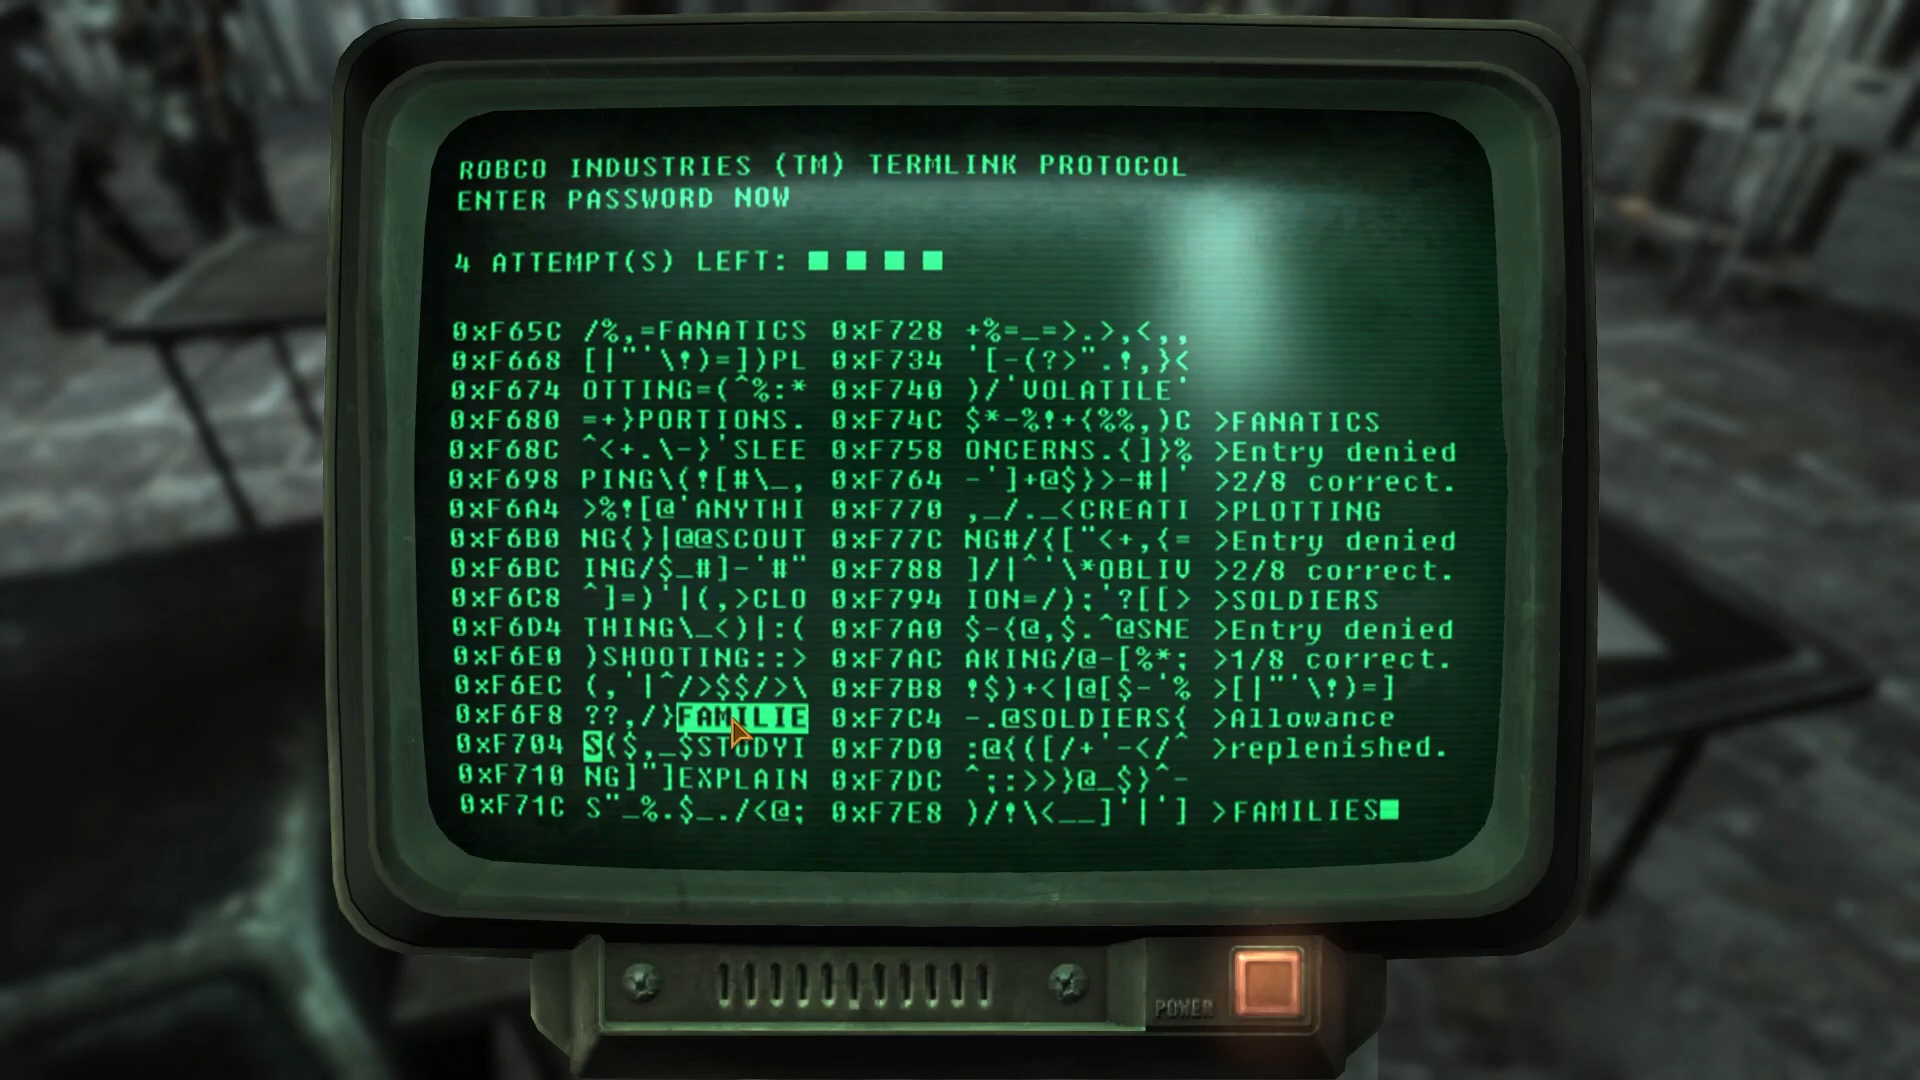 ROBCO INDUSTRIES (TM) TERMLINK PROTOCOL
ENTER PASSWORD NOW
4 ATTEMPT(S) LEFT: ■ ■ ■ ■
0xF65C /%,=FANATICS 0xF728 +%=_=>.>,<,,
0xF668 [|"'\!)=])PL 0xF734 '[-(?>".!,}<
0xF674 OTTING=(^%:* 0xF740 )/'VOLATILE'
0xF680 =+}PORTIONS. 0xF74C $*-%!+{%%,)C >FANATICS
0xF68C ^<+.\-}'SLEE 0xF758 ONCERNS.{]}% >Entry denied
0xF698 PING\(![#\_, 0xF764 -']+@$}>-#|' >2/8 correct.
0xF6A4 >%![@'ANYTHI 0xF770 ,_/._<CREATI >PLOTTING
0xF6B0 NG{}|@@SCOUT 0xF77C NG#/{["<+,{= >Entry denied
0xF6BC ING/$_#]-'#" 0xF788 ]/|^'\*OBLIV >2/8 correct.
0xF6C8 ^]=)'|(,>CLO 0xF794 ION=/);'?[[> >SOLDIERS
0xF6D4 THING\_<)|:( 0xF7A0 $-{@,$.^@SNE >Entry denied
0xF6E0 )SHOOTING::> 0xF7AC AKING/@-[%*; >1/8 correct.
0xF6EC (,'|^/>$$/>\ 0xF7B8 !$)+<|@[$-'% >[|"'\!)=]
0xF6F8 ??,/}FAMILIE 0xF7C4 -.@SOLDIERS{ >Allowance
0xF704 S($,_$STUDYI 0xF7D0 :@{([/+'-</^ >replenished.
0xF710 NG]"]EXPLAIN 0xF7DC ^;:>>}@_$}^-
0xF71C S"_%.$_./<@; 0xF7E8 )/!\<__]'|'] >FAMILIES■
POWER